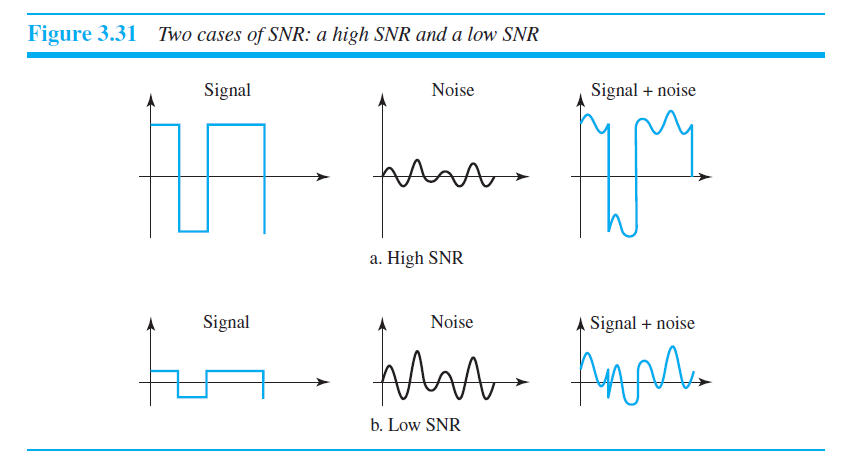 Figure 3.31 Two cases of SNR: a high SNR and a low SNR
Signal Noise Signal + noise
a. High SNR
Signal Noise Signal + noise
b. Low SNR